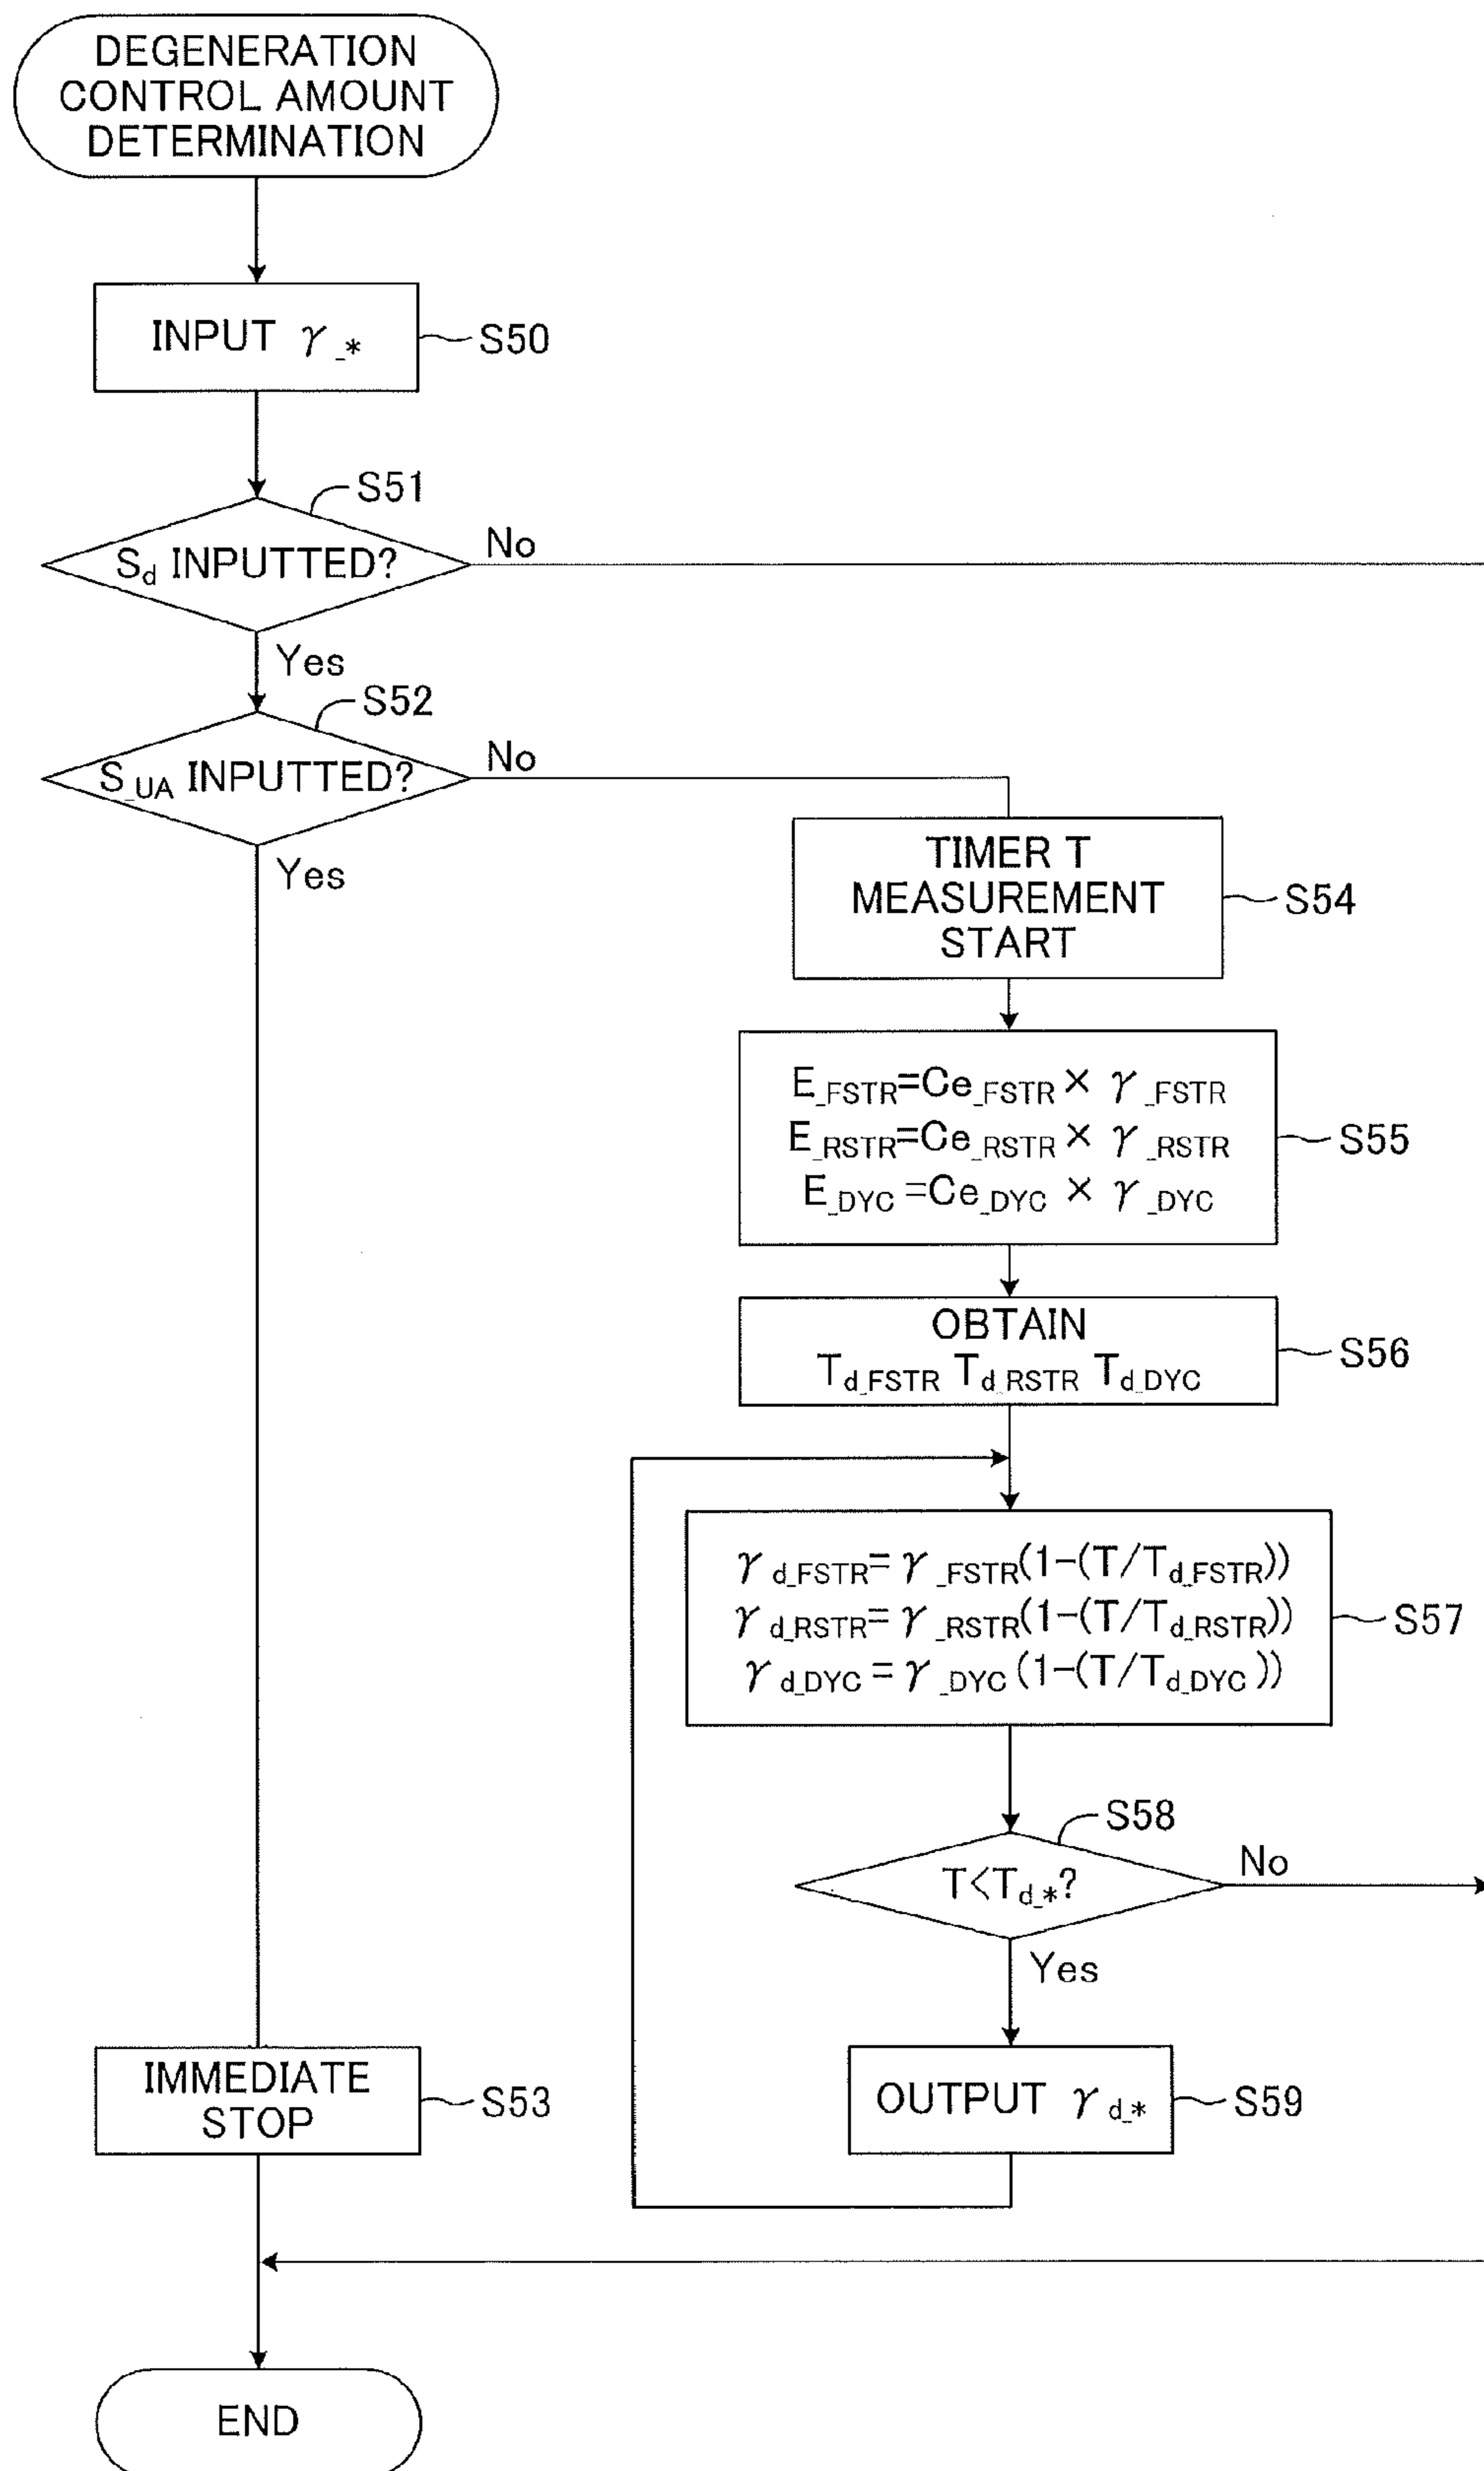 DEGENERATION
CONTROL AMOUNT
DETERMINATION
INPUT γ_*
S50
S51
Sd INPUTTED?
No
Yes
S52
S_UA INPUTTED?
No
Yes
TIMER T
MEASUREMENT
START
S54
E_FSTR=Ce_FSTR × γ_FSTR
E_RSTR=Ce_RSTR × γ_RSTR
E_DYC =Ce_DYC × γ_DYC
S55
OBTAIN
Td_FSTR Td_RSTR Td_DYC
S56
γd_FSTR= γ_FSTR(1-(T/Td_FSTR))
γd_RSTR= γ_RSTR(1-(T/Td_RSTR))
γd_DYC = γ_DYC (1-(T/Td_DYC ))
S57
S58
T<Td_*?
No
Yes
IMMEDIATE
STOP
S53
OUTPUT γd_*
S59
END